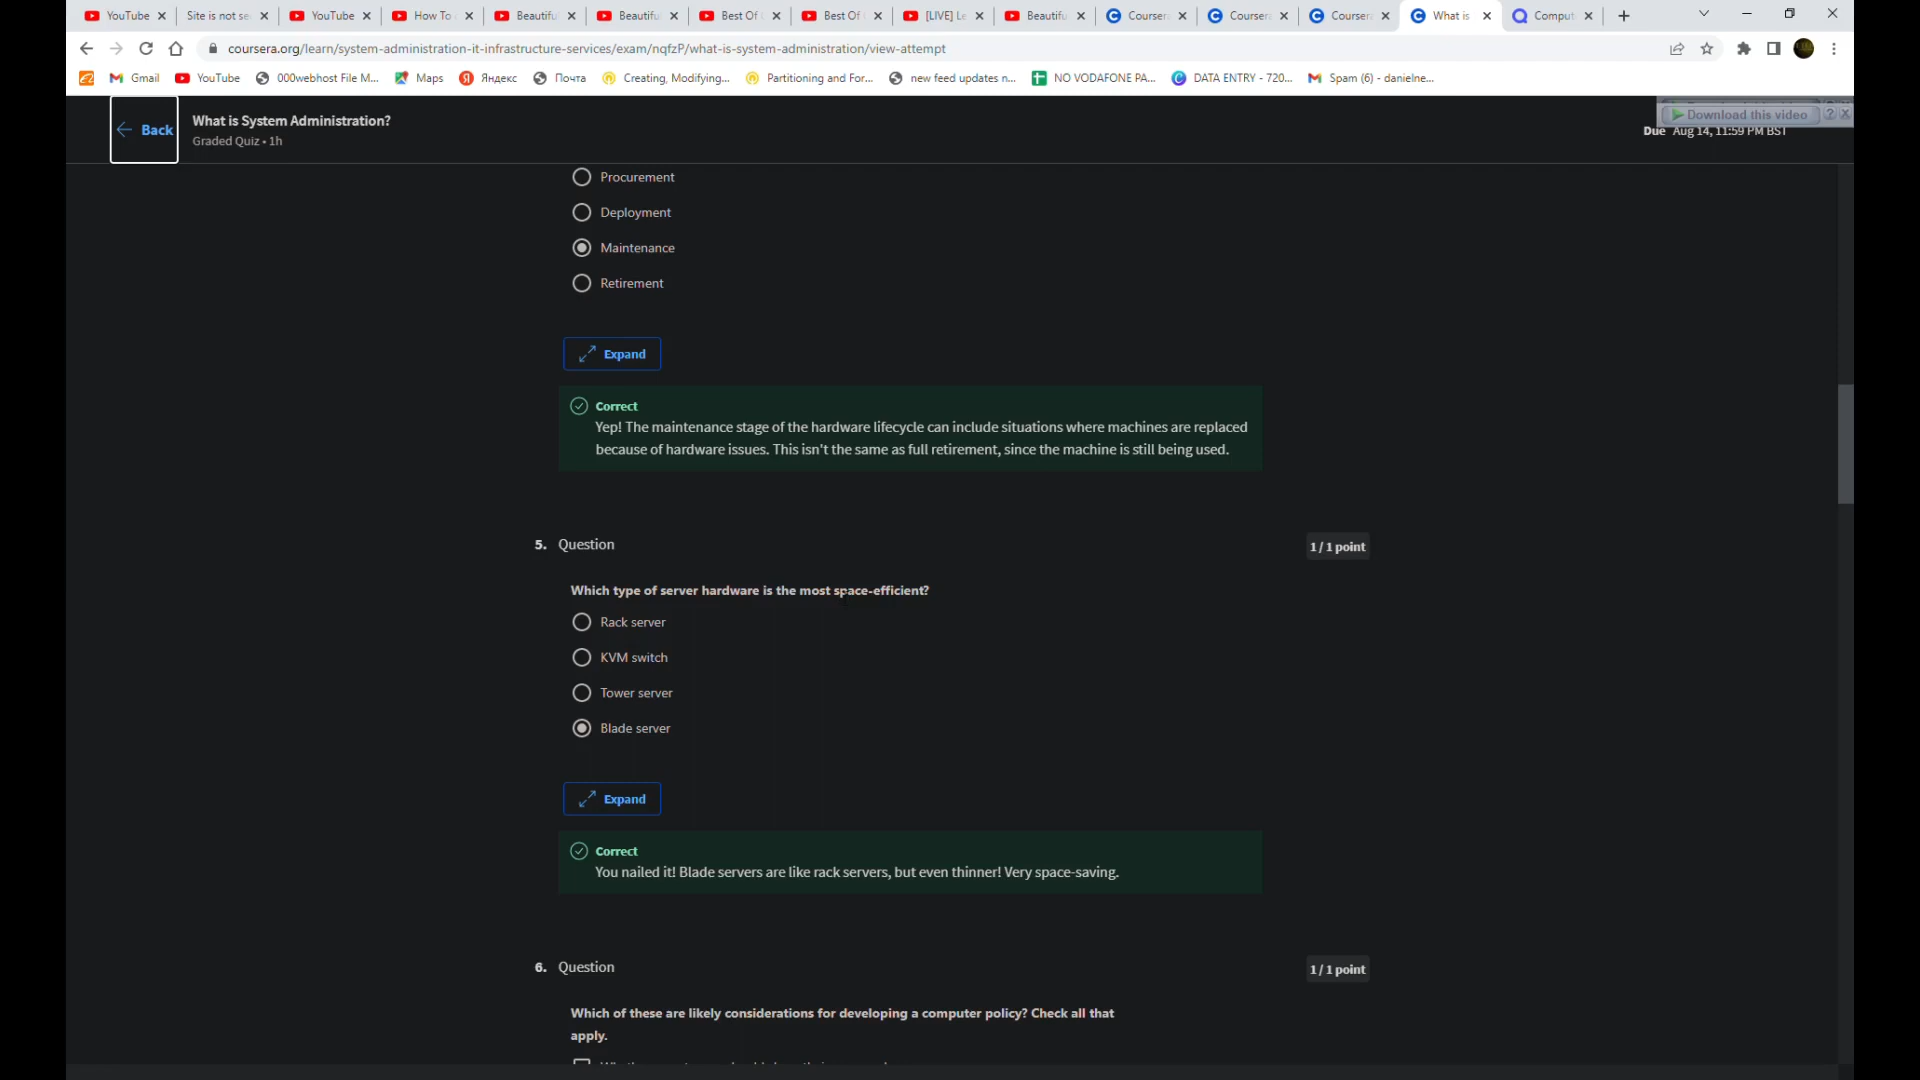 YouTube
Site is not se
YouTube
How To
Beautifu
Beautifu
Best Of
Best Of
[LIVE] Le
Beautifu
Courser
Courser
Courser
What is
Comput
coursera.org/learn/system-administration-it-infrastructure-services/exam/nqfzP/what-is-system-administration/view-attempt
Gmail
YouTube
000webhost File M...
Maps
Яндекс
Почта
Creating, Modifying...
Partitioning and For...
new feed updates n...
NO VODAFONE PA...
DATA ENTRY - 720...
Spam (6) - danielne...
Back
What is System Administration?
Graded Quiz • 1h
Download this video
? X
Due Aug 14, 11:59 PM BST
Procurement
Deployment
Maintenance
Retirement
Expand
Correct
Yep! The maintenance stage of the hardware lifecycle can include situations where machines are replaced
because of hardware issues. This isn't the same as full retirement, since the machine is still being used.
5. Question
1 / 1 point
Which type of server hardware is the most space-efficient?
Rack server
KVM switch
Tower server
Blade server
Expand
Correct
You nailed it! Blade servers are like rack servers, but even thinner! Very space-saving.
6. Question
1 / 1 point
Which of these are likely considerations for developing a computer policy? Check all that
apply.